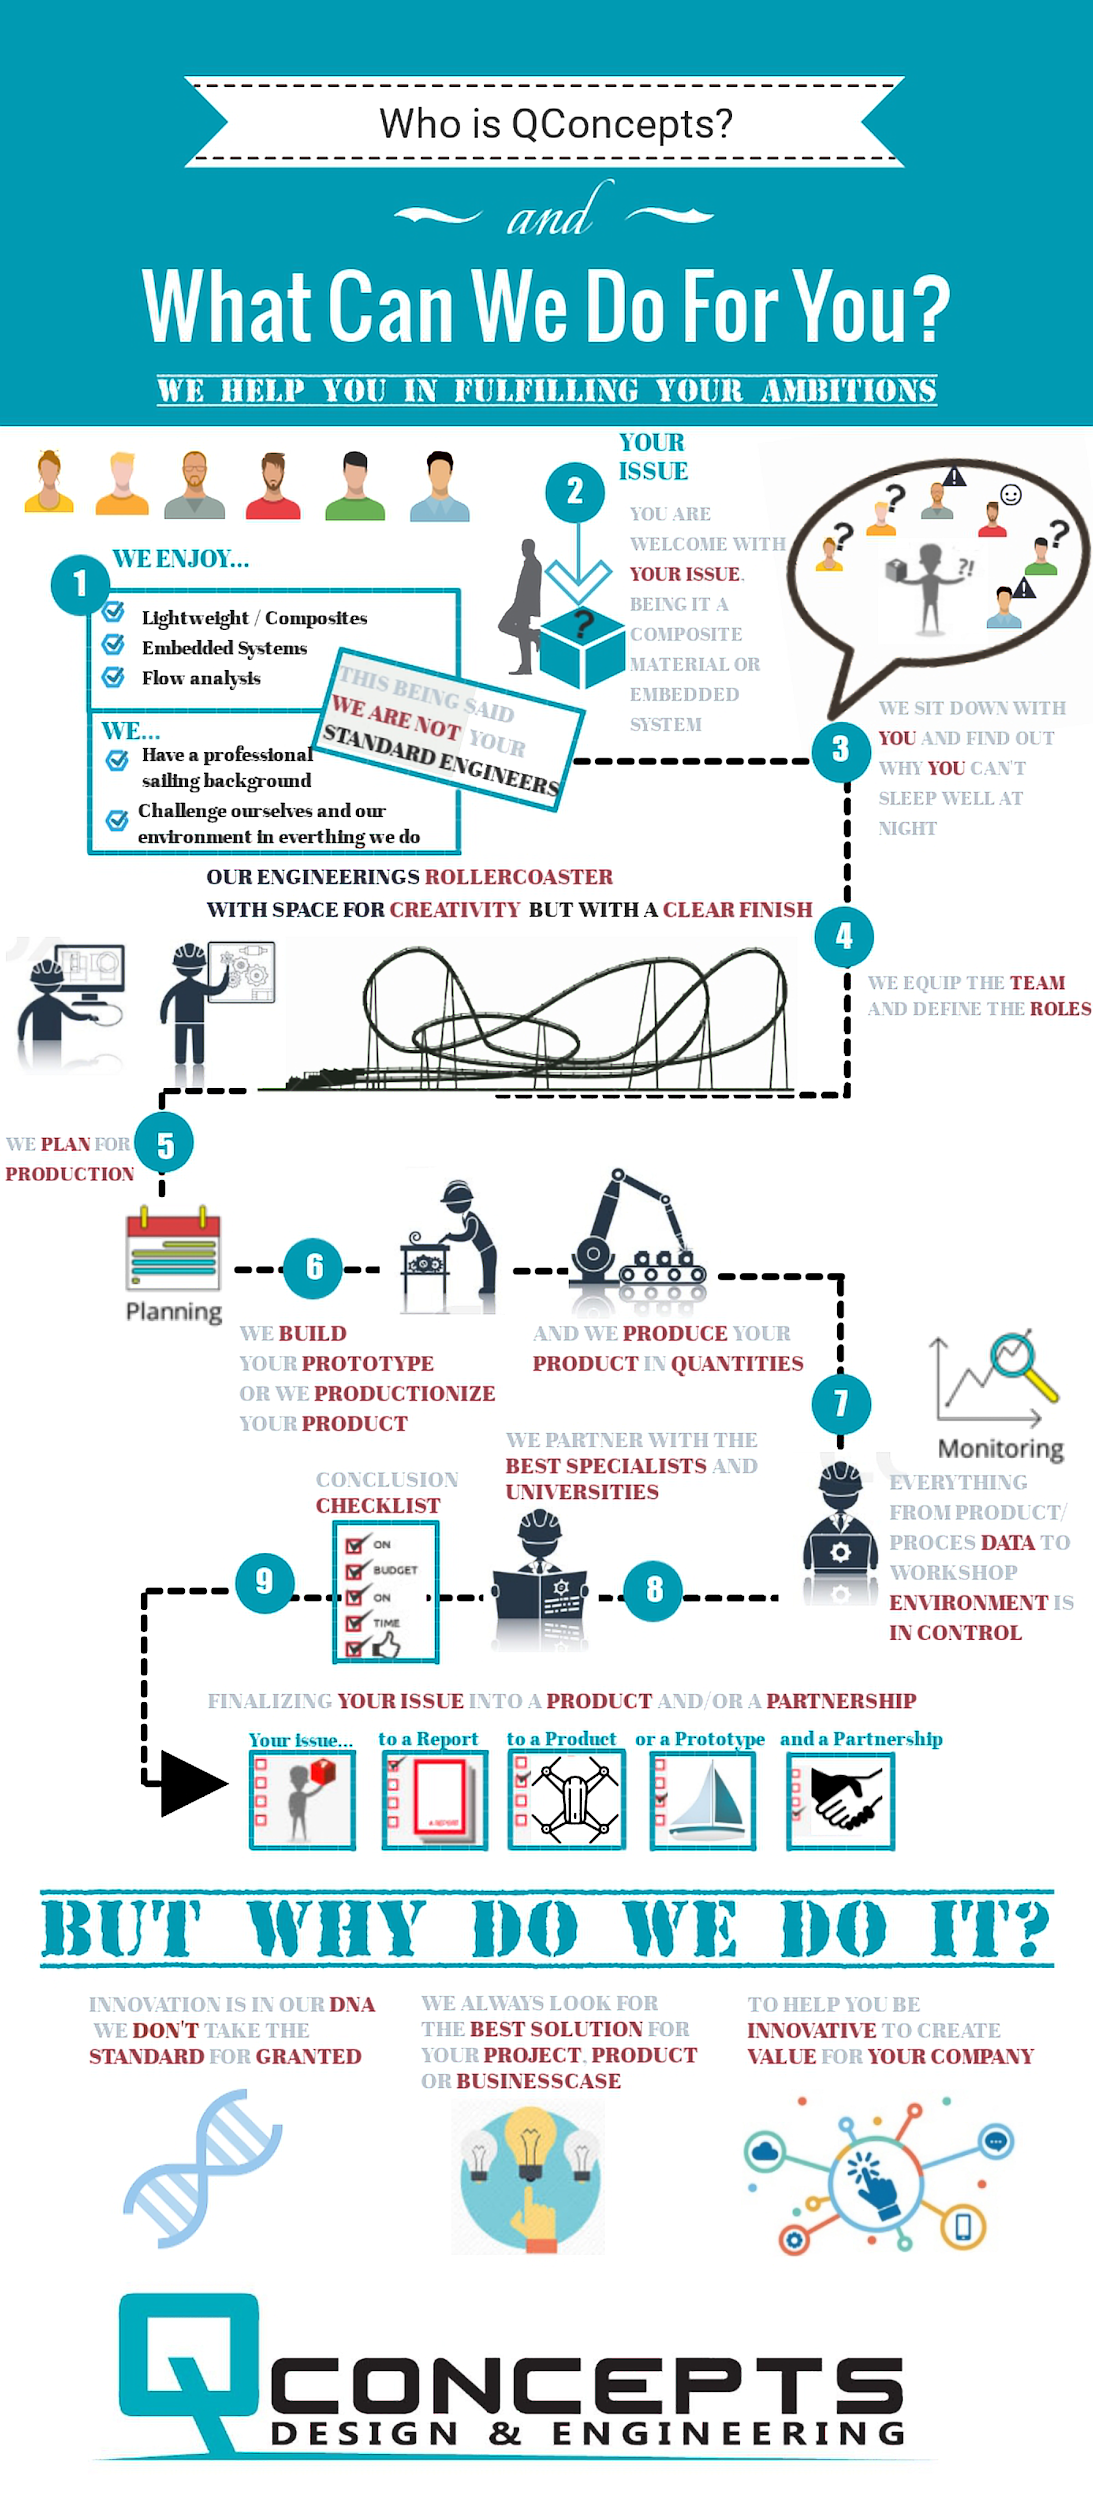 Who is QConcepts?
and
What Can We Do For You?
WE HELP YOU IN FULFILLING YOUR AMBITIONS
1
WE ENJOY...
Lightweight / Composites
Embedded Systems
Flow analysis
WE...
Have a professional
sailing background
Challenge ourselves and our
environment in everthing we do
THIS BEING SAID
WE ARE NOT YOUR
STANDARD ENGINEERS
2
YOUR
ISSUE
YOU ARE
WELCOME WITH
YOUR ISSUE.
BEING IT A
COMPOSITE
MATERIAL OR
EMBEDDED
SYSTEM
?
? ? ! ? !
?!
3
WE SIT DOWN WITH
YOU AND FIND OUT
WHY YOU CAN'T
SLEEP WELL AT
NIGHT
OUR ENGINEERINGS ROLLERCOASTER
WITH SPACE FOR CREATIVITY BUT WITH A CLEAR FINISH
4
WE EQUIP THE TEAM
AND DEFINE THE ROLES
5
WE PLAN FOR
PRODUCTION
Planning
6
WE BUILD
YOUR PROTOTYPE
OR WE PRODUCTIONIZE
YOUR PRODUCT
AND WE PRODUCE YOUR
PRODUCT IN QUANTITIES
7
Monitoring
EVERYTHING
FROM PRODUCT/
PROCES DATA TO
WORKSHOP
ENVIRONMENT IS
IN CONTROL
8
WE PARTNER WITH THE
BEST SPECIALISTS AND
UNIVERSITIES
CONCLUSION
CHECKLIST
ON
BUDGET
ON
TIME
9
FINALIZING YOUR ISSUE INTO A PRODUCT AND/OR A PARTNERSHIP
Your issue...
to a Report
to a Product
or a Prototype
and a Partnership
A REPORT
BUT WHY DO WE DO IT?
INNOVATION IS IN OUR DNA
WE DON'T TAKE THE
STANDARD FOR GRANTED
WE ALWAYS LOOK FOR
THE BEST SOLUTION FOR
YOUR PROJECT, PRODUCT
OR BUSINESSCASE
TO HELP YOU BE
INNOVATIVE TO CREATE
VALUE FOR YOUR COMPANY
QCONCEPTS
DESIGN & ENGINEERING